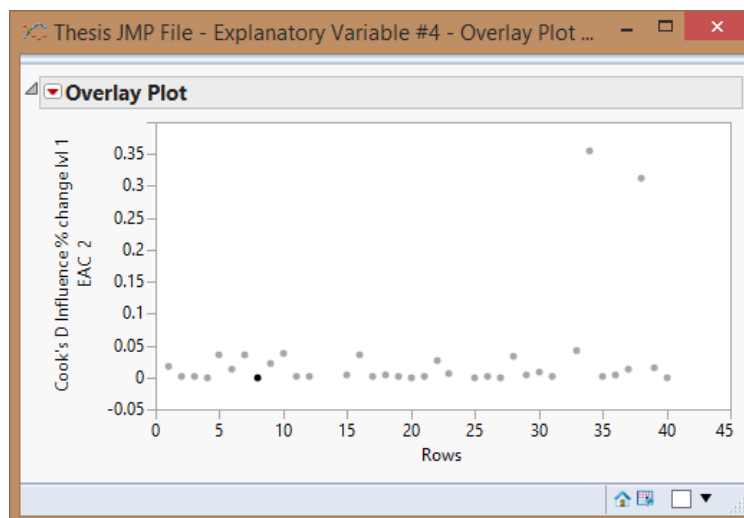 Thesis JMP File - Explanatory Variable #4 - Overlay Plot ...
Overlay Plot
Cook's D Influence % change lvl 1
EAC 2
0.35
0.3
0.25
0.2
0.15
0.1
0.05
0
-0.05
0 5 10 15 20 25 30 35 40 45
Rows